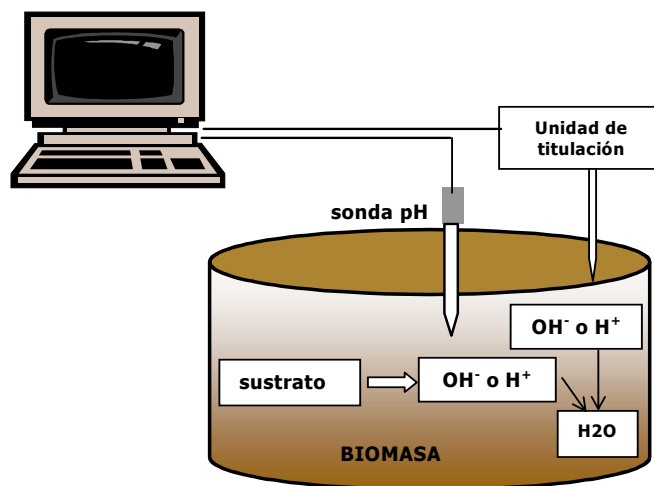 Unidad de
titulación
sonda pH
OH⁻ o H⁺
sustrato
OH⁻ o H⁺
H2O
BIOMASA